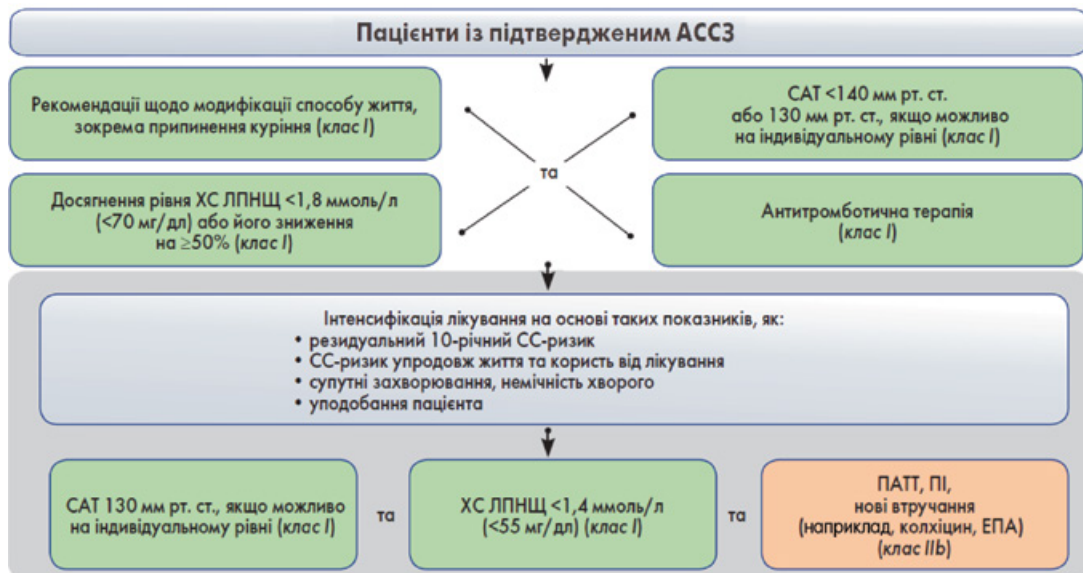 Пацієнти із підтвердженим АССЗ
Рекомендації щодо модифікації способу життя,
зокрема припинення куріння (клас I)
САТ <140 мм рт. ст.
або 130 мм рт. ст., якщо можливо
на індивідуальному рівні (клас I)
та
Досягнення рівня ХС ЛПНЩ <1,8 ммоль/л
(<70 мг/дл) або його зниження
на ≥50% (клас I)
Антитромботична терапія
(клас I)
Інтенсифікація лікування на основі таких показників, як:
• резидуальний 10-річний СС-ризик
• СС-ризик упродовж життя та користь від лікування
• супутні захворювання, немічність хворого
• уподобання пацієнта
САТ 130 мм рт. ст., якщо можливо
на індивідуальному рівні (клас I)
та
ХС ЛПНЩ <1,4 ммоль/л
(<55 мг/дл) (клас I)
та
ПАТТ, ПІ,
нові втручання
(наприклад, колхіцин, ЕПА)
(клас IIb)